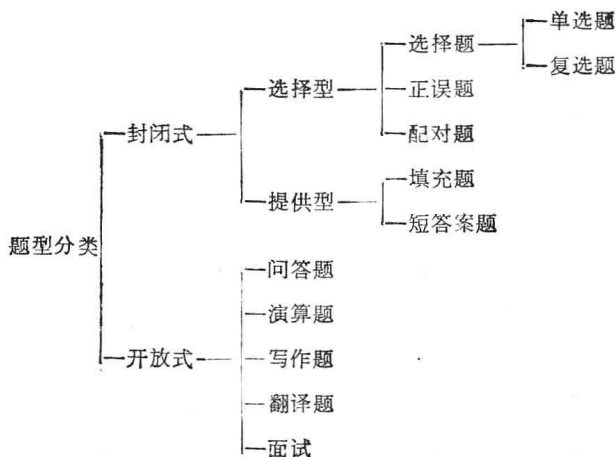 单选题
选择题
复选题
选择型
正误题
封闭式
配对题
填充题
提供型
短答案题
题型分类
问答题
演算题
开放式
写作题
翻译题
面试